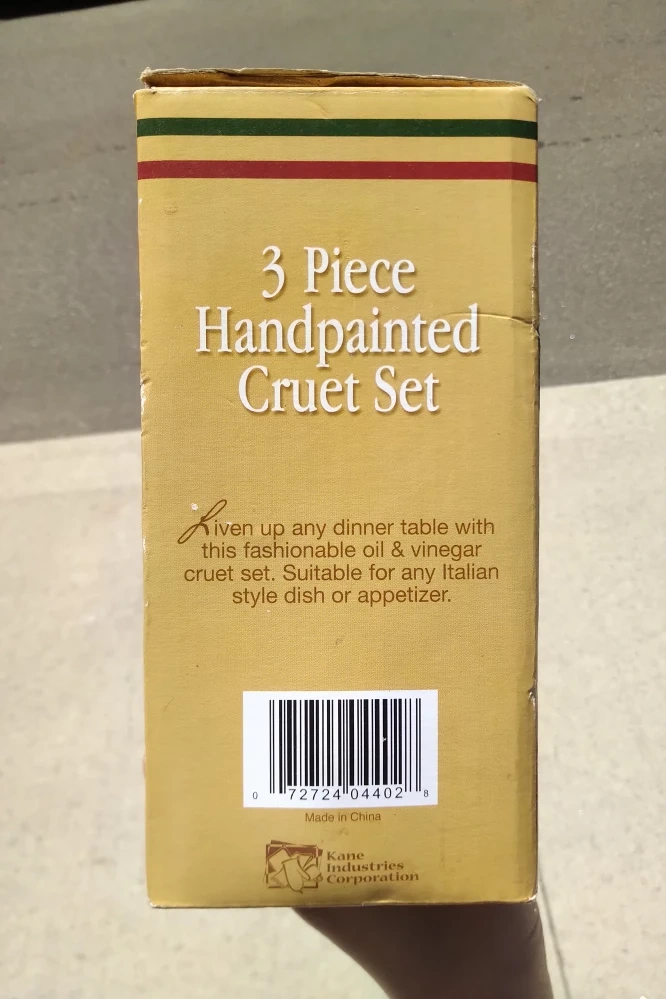 3 Piece
Handpainted
Cruet Set
Liven up any dinner table with
this fashionable oil & vinegar
cruet set. Suitable for any Italian
style dish or appetizer.
0 72724 04402 8
Made in China
Kane
Industries
Corporation